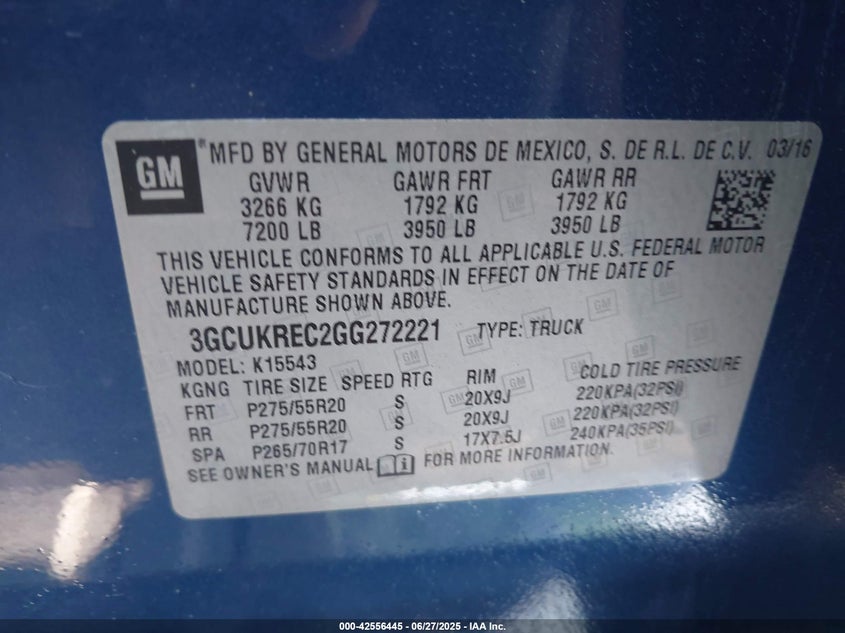 GM ® MFD BY GENERAL MOTORS DE MEXICO, S. DE R.L. DE C.V. 03/16
GVWR GAWR FRT GAWR RR
3266 KG 1792 KG 1792 KG
7200 LB 3950 LB 3950 LB
THIS VEHICLE CONFORMS TO ALL APPLICABLE U.S. FEDERAL MOTOR
VEHICLE SAFETY STANDARDS IN EFFECT ON THE DATE OF
MANUFACTURE SHOWN ABOVE.
3GCUKREC2GG272221 TYPE: TRUCK
MODEL: K15543
KGNG TIRE SIZE SPEED RTG RIM COLD TIRE PRESSURE
FRT P275/55R20 S 20X9J 220KPA(32PSI)
RR P275/55R20 S 20X9J 220KPA(32PSI)
SPA P265/70R17 S 17X7.5J 240KPA(35PSI)
SEE OWNER'S MANUAL FOR MORE INFORMATION.
000-42556445 - 06/27/2025 - IAA Inc.